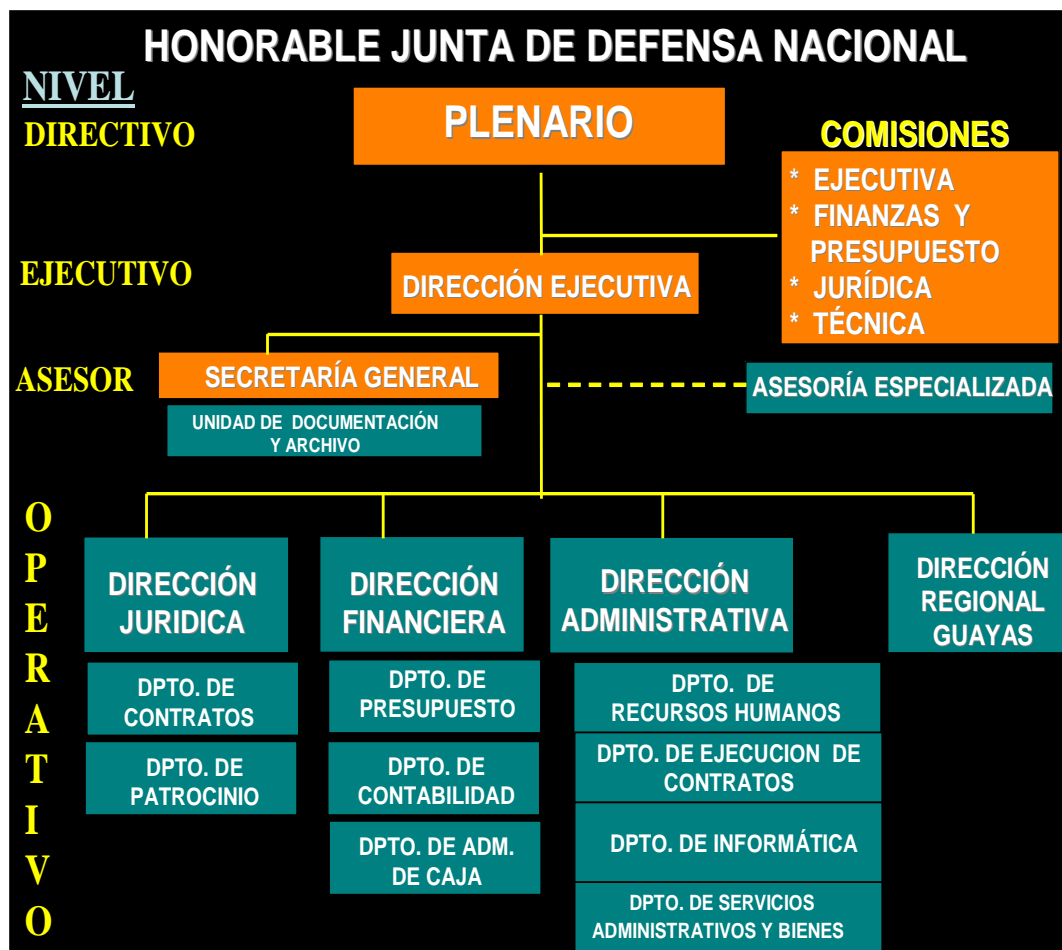 HONORABLE JUNTA DE DEFENSA NACIONAL
NIVEL
DIRECTIVO
PLENARIO
COMISIONES
* EJECUTIVA
* FINANZAS Y
PRESUPUESTO
* JURÍDICA
* TÉCNICA
EJECUTIVO
DIRECCIÓN EJECUTIVA
ASESOR
SECRETARÍA GENERAL
ASESORÍA ESPECIALIZADA
UNIDAD DE DOCUMENTACIÓN
Y ARCHIVO
O
P
E
R
A
T
I
V
O
DIRECCIÓN
JURIDICA
DPTO. DE
CONTRATOS
DPTO. DE
PATROCINIO
DIRECCIÓN
FINANCIERA
DPTO. DE
PRESUPUESTO
DPTO. DE
CONTABILIDAD
DPTO. DE ADM.
DE CAJA
DIRECCIÓN
ADMINISTRATIVA
DPTO. DE
RECURSOS HUMANOS
DPTO. DE EJECUCION DE
CONTRATOS
DPTO. DE INFORMÁTICA
DPTO. DE SERVICIOS
ADMINISTRATIVOS Y BIENES
DIRECCIÓN
REGIONAL
GUAYAS